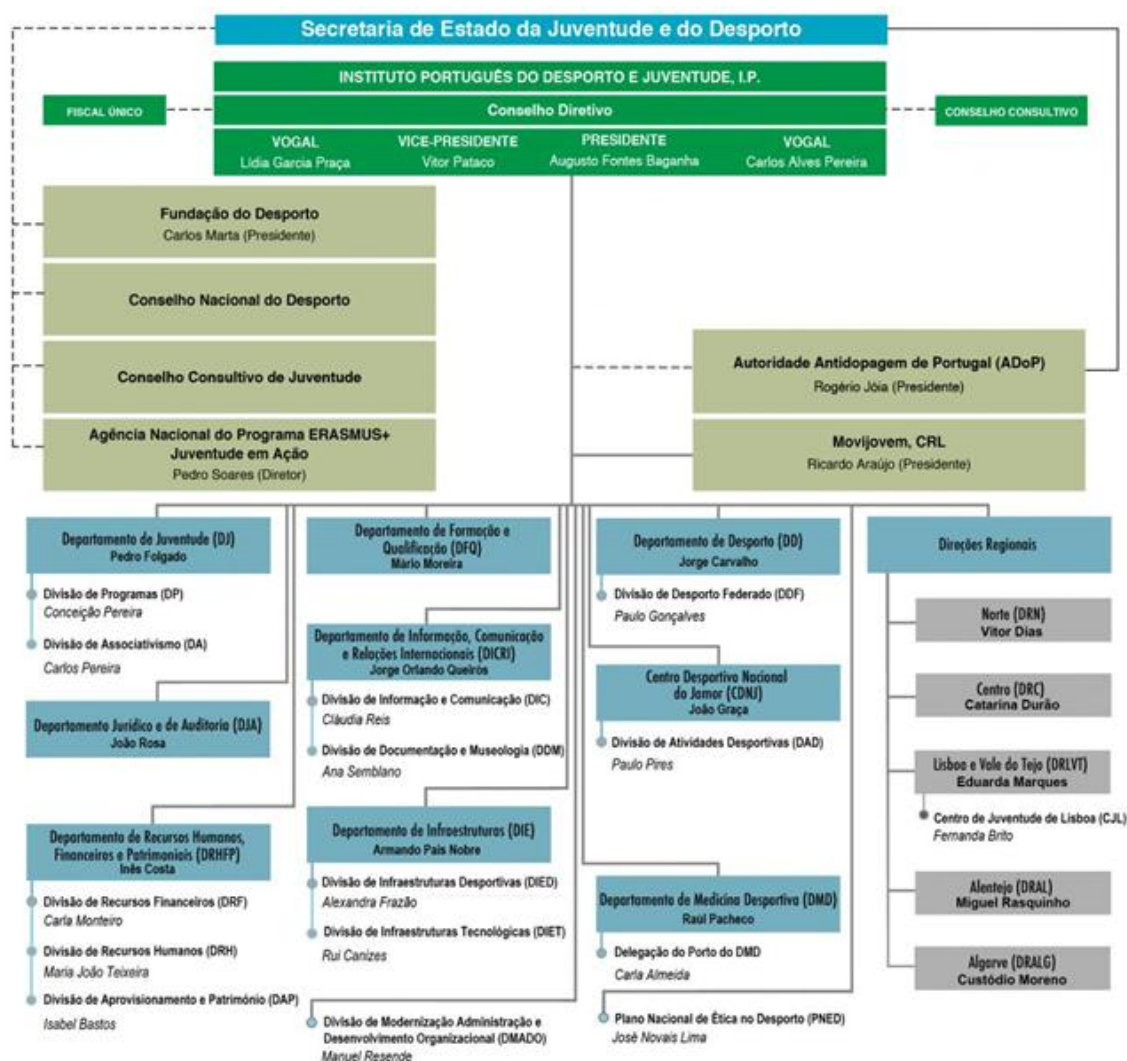 Secretaria de Estado da Juventude e do Desporto
INSTITUTO PORTUGUÊS DO DESPORTO E JUVENTUDE, I.P.
FISCAL ÚNICO
Conselho Diretivo
CONSELHO CONSULTIVO
VOGAL
Lídia Garcia Praça
VICE-PRESIDENTE
Vitor Pataco
PRESIDENTE
Augusto Fontes Baganha
VOGAL
Carlos Alves Pereira
Fundação do Desporto
Carlos Marta (Presidente)
Conselho Nacional do Desporto
Conselho Consultivo de Juventude
Agência Nacional do Programa ERASMUS+
Juventude em Ação
Pedro Soares (Diretor)
Autoridade Antidopagem de Portugal (ADoP)
Rogério Jóia (Presidente)
Movijovem, CRL
Ricardo Araújo (Presidente)
Departamento de Juventude (DJ)
Pedro Folgado
Divisão de Programas (DP)
Conceição Pereira
Divisão de Associativismo (DA)
Carlos Pereira
Departamento Jurídico e de Auditoria (DJA)
João Rosa
Departamento de Recursos Humanos,
Financeiros e Patrimoniais (DRHFP)
Inês Costa
Divisão de Recursos Financeiros (DRF)
Carla Monteiro
Divisão de Recursos Humanos (DRH)
Maria João Teixeira
Divisão de Aprovisionamento e Património (DAP)
Isabel Bastos
Departamento de Formação e
Qualificação (DFQ)
Mário Moreira
Departamento de Informação, Comunicação
e Relações Internacionais (DICRI)
Jorge Orlando Queirós
Divisão de Informação e Comunicação (DIC)
Cláudia Reis
Divisão de Documentação e Museologia (DDM)
Ana Semblano
Departamento de Infraestruturas (DIE)
Armando Pais Nobre
Divisão de Infraestruturas Desportivas (DIED)
Alexandra Frazão
Divisão de Infraestruturas Tecnológicas (DIET)
Rui Canizes
Divisão de Modernização Administração e
Desenvolvimento Organizacional (DMADO)
Manuel Resende
Departamento de Desporto (DD)
Jorge Carvalho
Divisão de Desporto Federado (DDF)
Paulo Gonçalves
Centro Desportivo Nacional
do Jamor (CDNJ)
João Graça
Divisão de Atividades Desportivas (DAD)
Paulo Pires
Departamento de Medicina Desportiva (DMD)
Raúl Pacheco
Delegação do Porto do DMD
Carla Almeida
Plano Nacional de Ética no Desporto (PNED)
José Novais Lima
Direções Regionais
Norte (DRN)
Vitor Dias
Centro (DRC)
Catarina Durão
Lisboa e Vale do Tejo (DRLVT)
Eduarda Marques
Centro de Juventude de Lisboa (CJL)
Fernanda Brito
Alentejo (DRAL)
Miguel Rasquinho
Algarve (DRALG)
Custódio Moreno